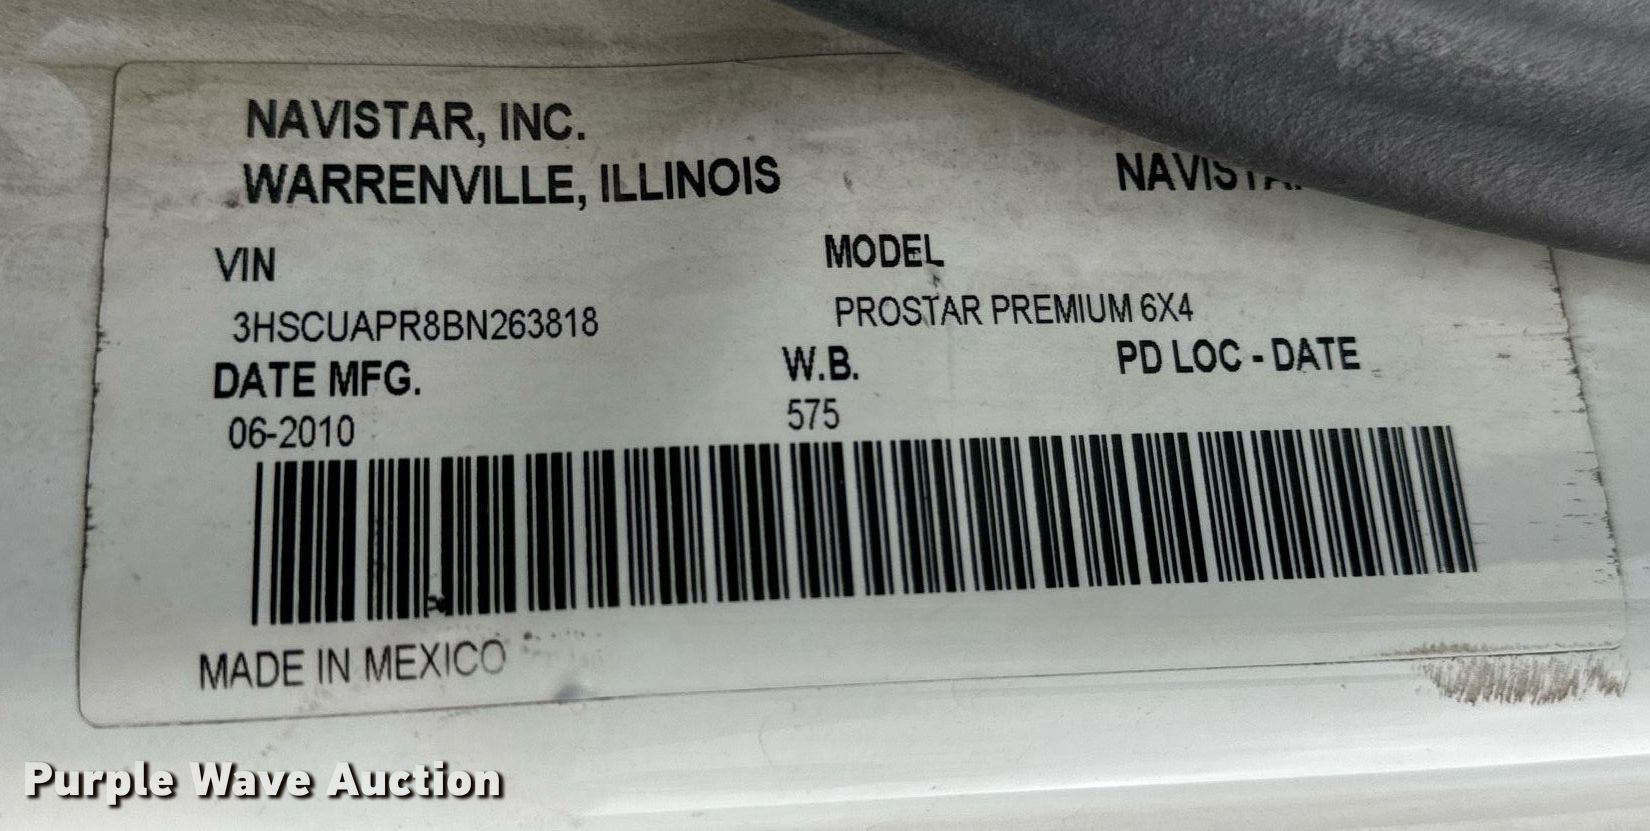 NAVISTAR, INC.
WARRENVILLE, ILLINOIS
VIN
MODEL
3HSCUAPR8BN263818
PROSTAR PREMIUM 6X4
DATE MFG.
W.B.
PD LOC - DATE
06-2010
575
MADE IN MEXICO
Purple Wave Auction